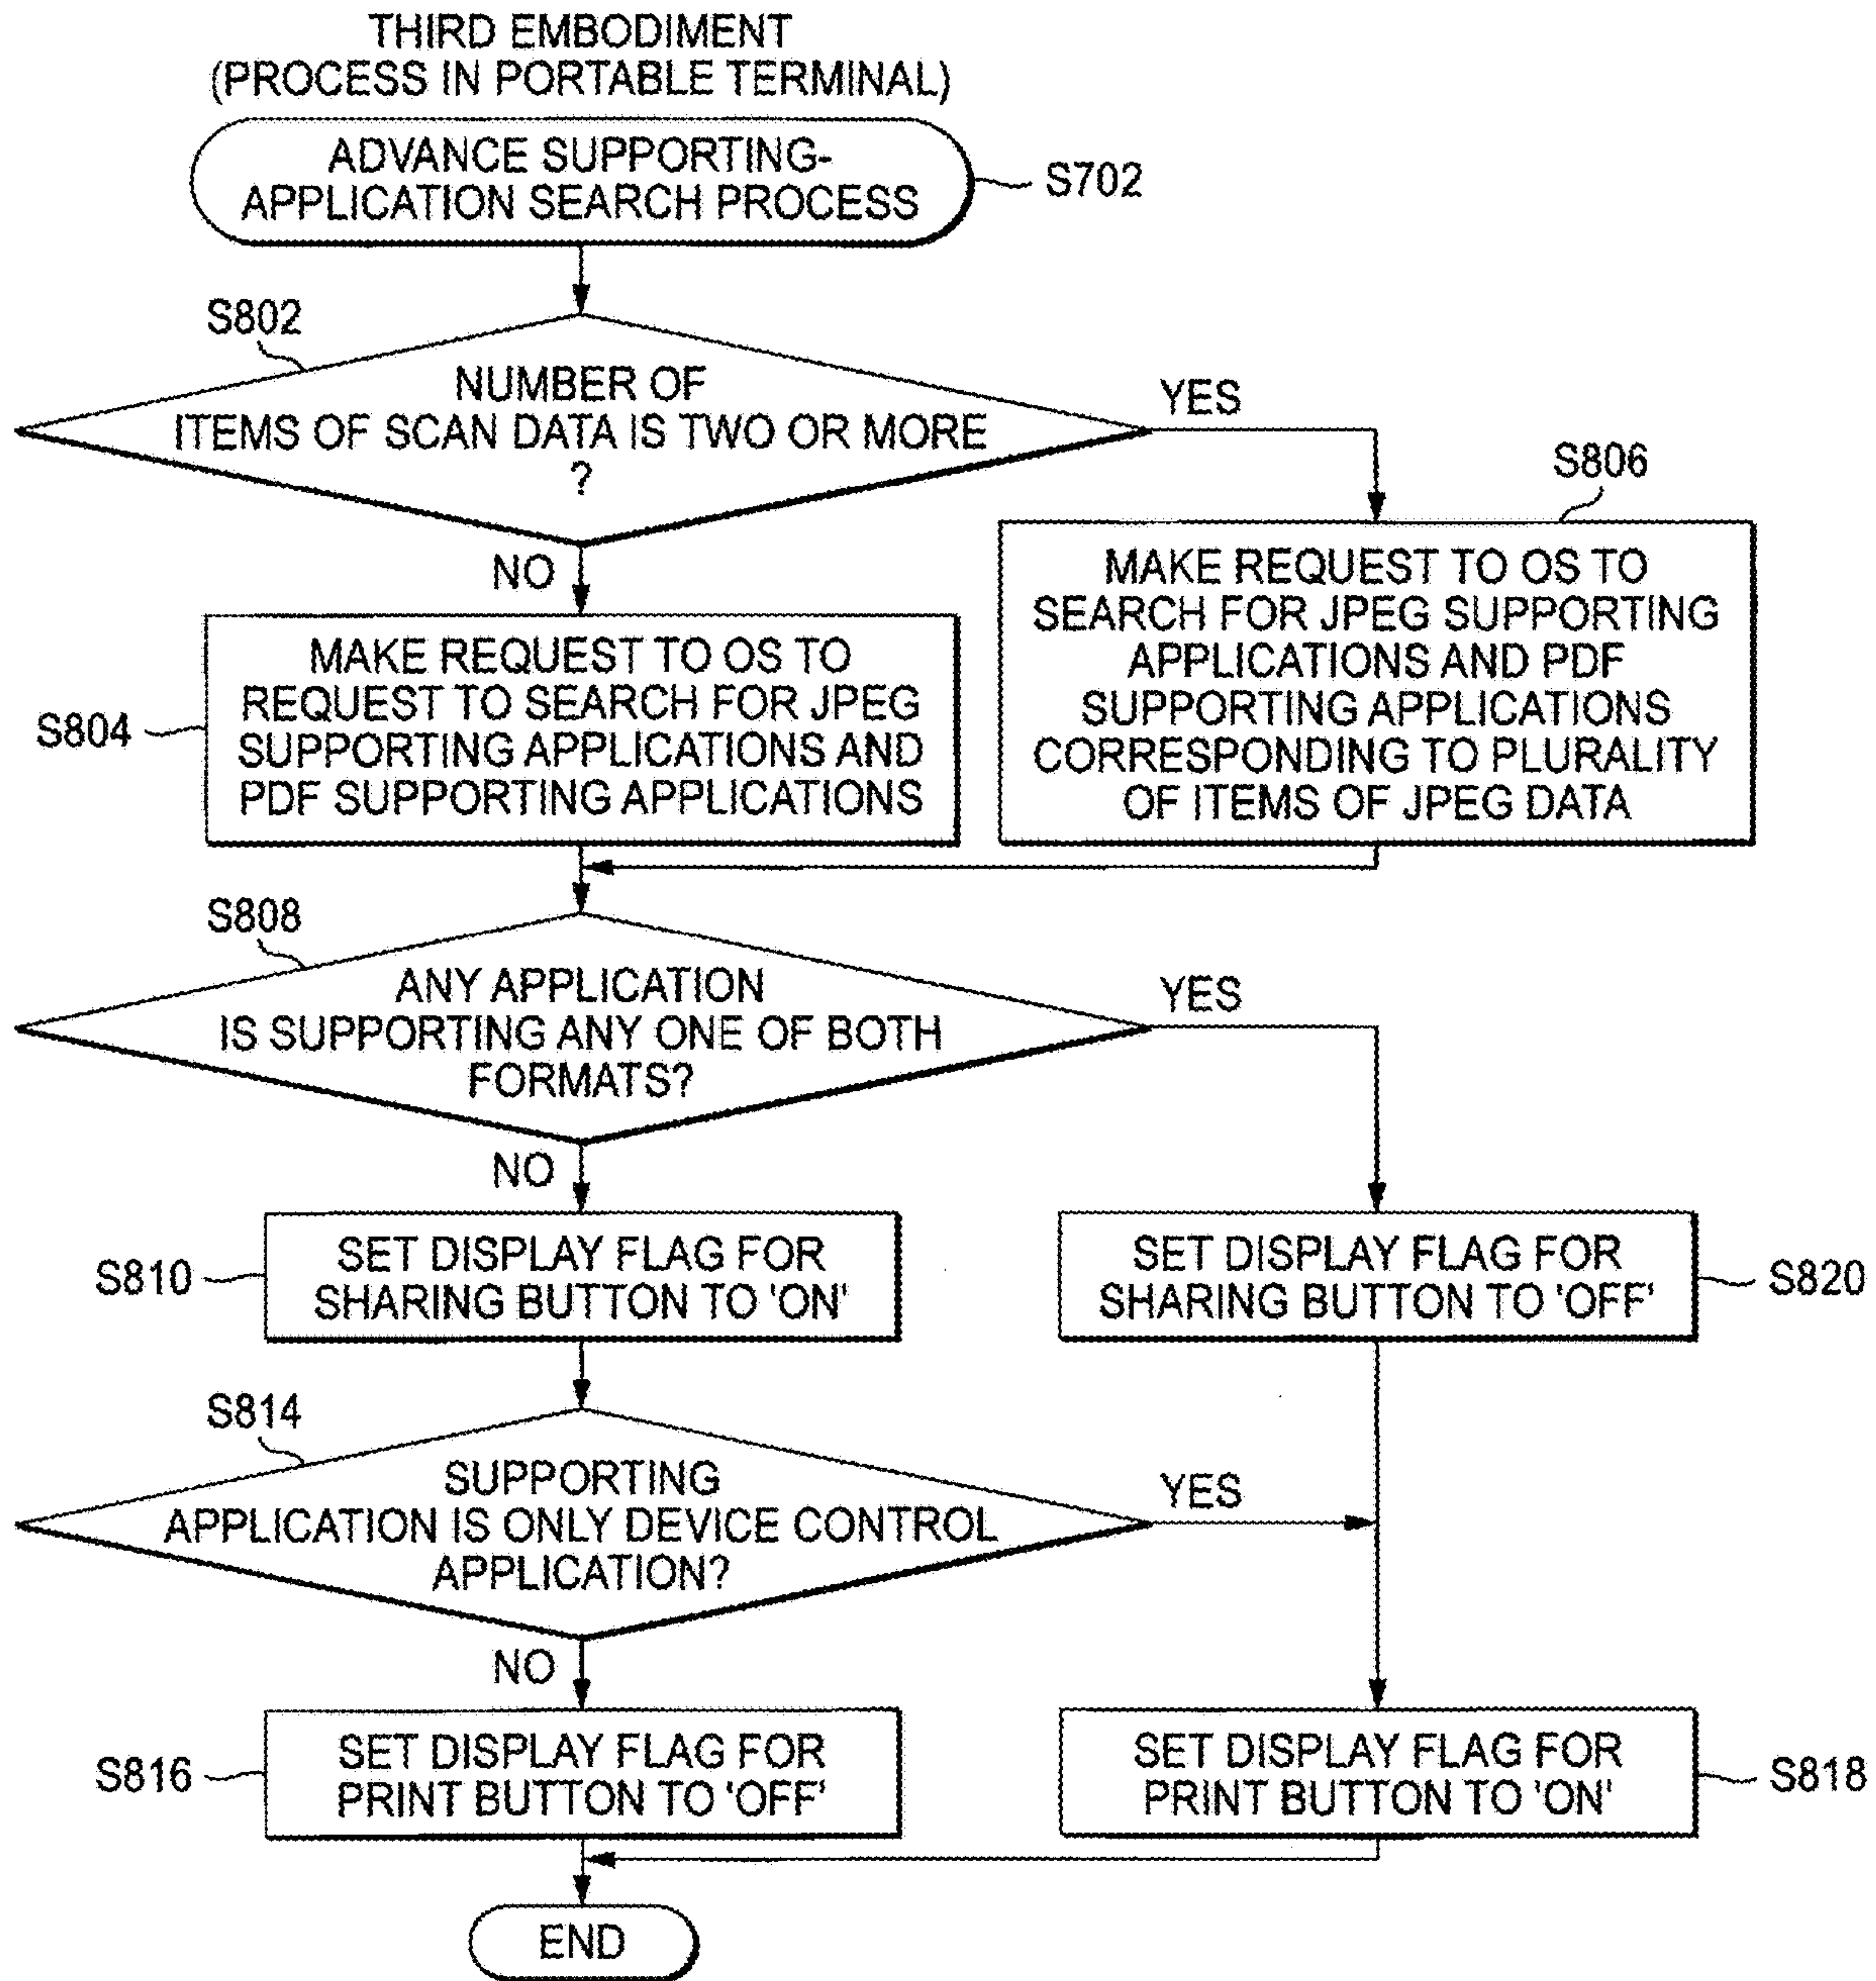 THIRD EMBODIMENT
(PROCESS IN PORTABLE TERMINAL)
ADVANCE SUPPORTING-
APPLICATION SEARCH PROCESS
S702
S802
NUMBER OF
ITEMS OF SCAN DATA IS TWO OR MORE
?
YES
NO
S806
MAKE REQUEST TO OS TO
SEARCH FOR JPEG SUPPORTING
APPLICATIONS AND PDF
SUPPORTING APPLICATIONS
CORRESPONDING TO PLURALITY
OF ITEMS OF JPEG DATA
S804
MAKE REQUEST TO OS TO
REQUEST TO SEARCH FOR JPEG
SUPPORTING APPLICATIONS AND
PDF SUPPORTING APPLICATIONS
S808
ANY APPLICATION
IS SUPPORTING ANY ONE OF BOTH
FORMATS?
YES
NO
S810
SET DISPLAY FLAG FOR
SHARING BUTTON TO 'ON'
SET DISPLAY FLAG FOR
SHARING BUTTON TO 'OFF'
S820
S814
SUPPORTING
APPLICATION IS ONLY DEVICE CONTROL
APPLICATION?
YES
NO
S816
SET DISPLAY FLAG FOR
PRINT BUTTON TO 'OFF'
SET DISPLAY FLAG FOR
PRINT BUTTON TO 'ON'
S818
END